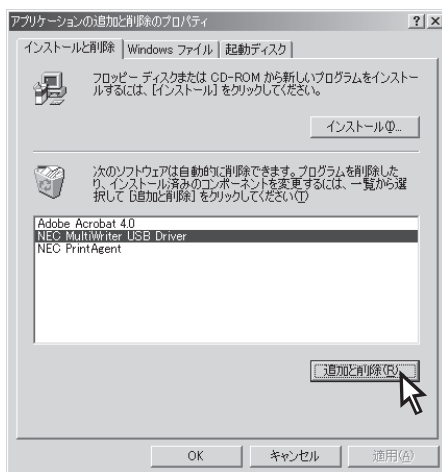 アプリケーションの追加と削除のプロパティ
インストールと削除 Windows ファイル 起動ディスク
フロッピー ディスクまたは CD-ROM から新しいプログラムをインストー
ルするには、[インストール] をクリックしてください。
インストール(I)...
次のソフトウェアは自動的に削除できます。プログラムを削除した
り、インストール済みのコンポーネントを変更するには、一覧から選
択して [追加と削除] をクリックしてください(T)
Adobe Acrobat 4.0
NEC MultiWriter USB Driver
NEC PrintAgent
追加と削除(R)...
OK キャンセル 適用(A)